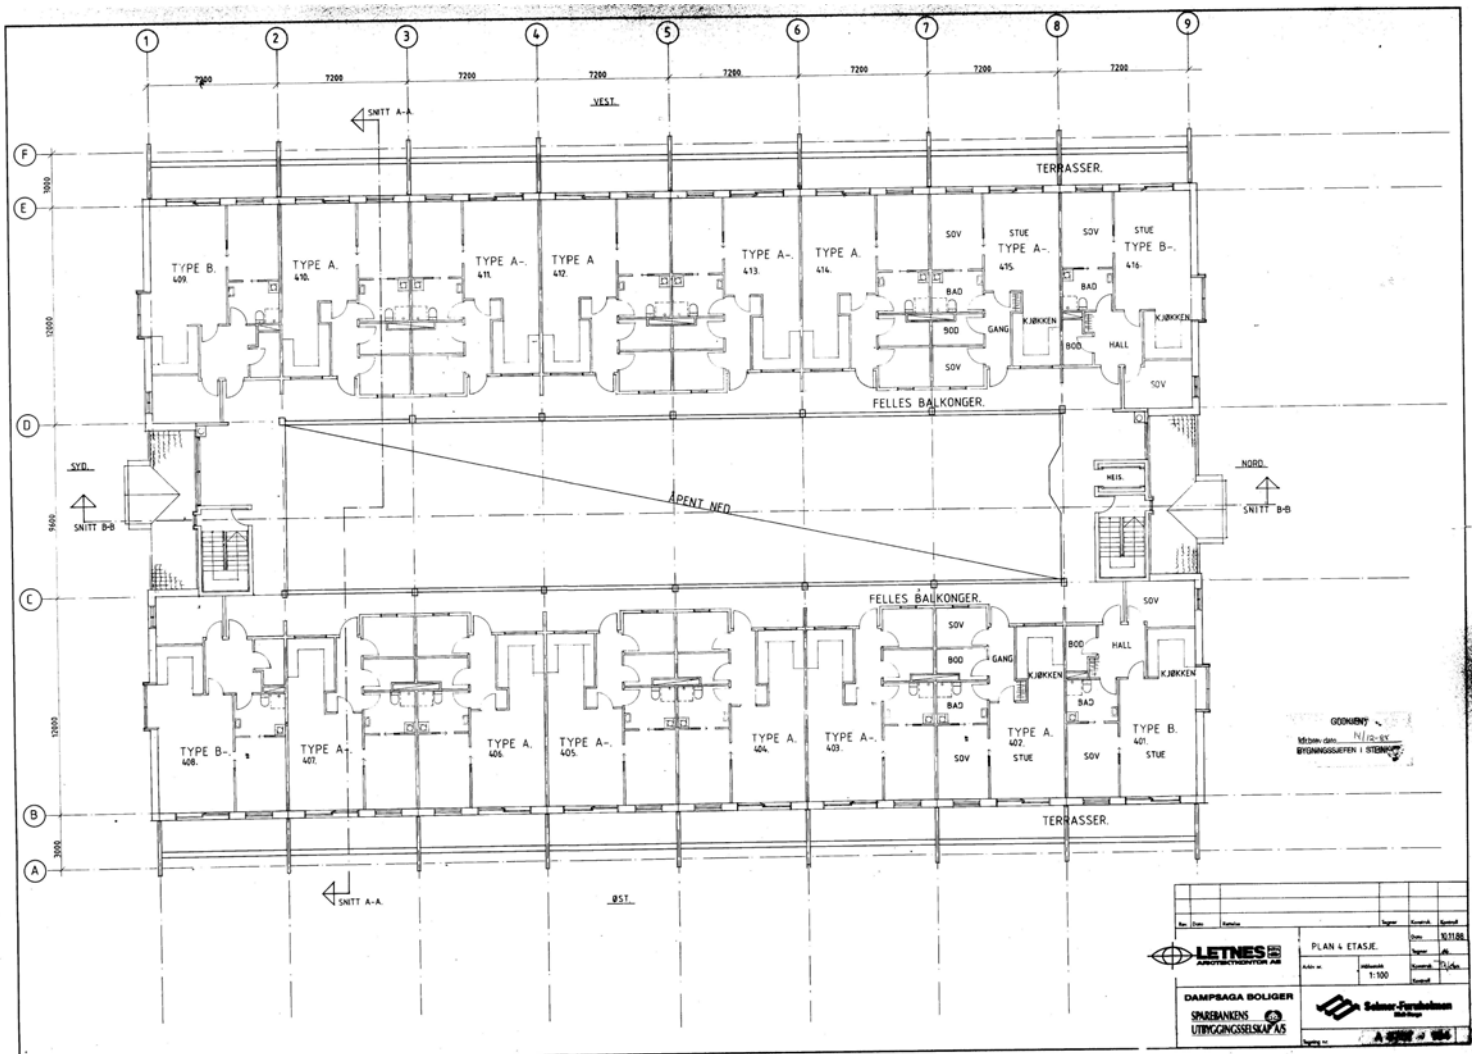 1 2 3 4 5 6 7 8 9
7200 7200 7200 7200 7200 7200 7200 7200
SNITT A-A.
VEST.
F
TERRASSER.
3000
E
SOV STUE SOV STUE
TYPE B. TYPE A. TYPE A-. TYPE A TYPE A-. TYPE A. TYPE A-. TYPE B-.
409. 410. 411. 412. 413. 414. 415. 416.
BAD BAD
12000
KJØKKEN KJØKKEN
BOD GANG
BOD HALL
SOV SOV
FELLES BALKONGER.
D
SYD. NORD.
HEIS.
ÅPENT NED
SNITT B-B SNITT B-B
9600
C
FELLES BALKONGER.
SOV
SOV
BOD HALL
BOD GANG
KJØKKEN KJØKKEN
BAD BAD
12000
TYPE B-. TYPE A-. TYPE A. TYPE A-. TYPE A. TYPE A-. TYPE A. TYPE B.
408. 407. 406. 405. 404. 403. 402. 401.
SOV STUE SOV STUE
GODKJENT
BYGNINGSSJEFEN I STEINKJER
B
TERRASSER.
3000
A
SNITT A-A.
ØST.
LETNES
ARKITEKTKONTOR AS
PLAN 4 ETASJE.
10.11.88
1:100
DAMPSAGA BOLIGER
SPAREBANKENS
UTBYGGINGSSELSKAP A/S
Selmer-Furuholmen